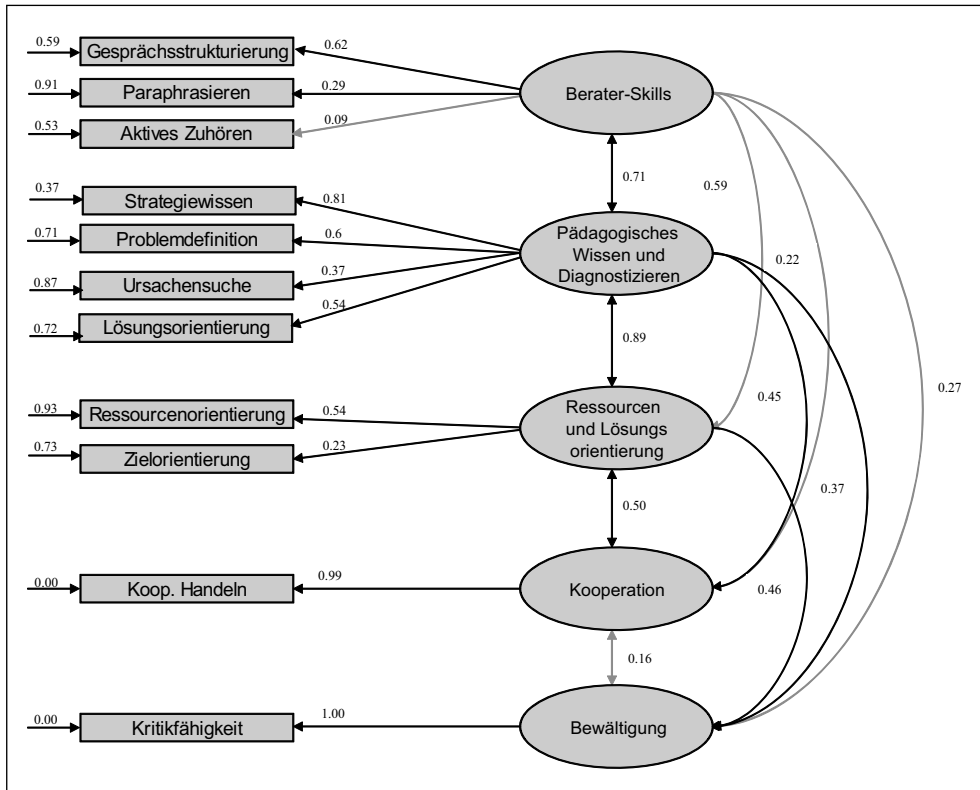 0.59
Gesprächsstrukturierung
0.62
0.91
Paraphrasieren
0.29
Berater-Skills
0.53
Aktives Zuhören
0.09
0.71
0.59
0.37
Strategiewissen
0.81
0.71
Problemdefinition
0.6
Pädagogisches
Wissen und
Diagnostizieren
0.22
0.87
Ursachensuche
0.37
0.72
Lösungsorientierung
0.54
0.89
0.27
0.45
0.93
Ressourcenorientierung
0.54
Ressourcen
und Lösungs
orientierung
0.73
Zielorientierung
0.23
0.37
0.50
0.00
Koop. Handeln
0.99
Kooperation
0.46
0.16
0.00
Kritikfähigkeit
1.00
Bewältigung